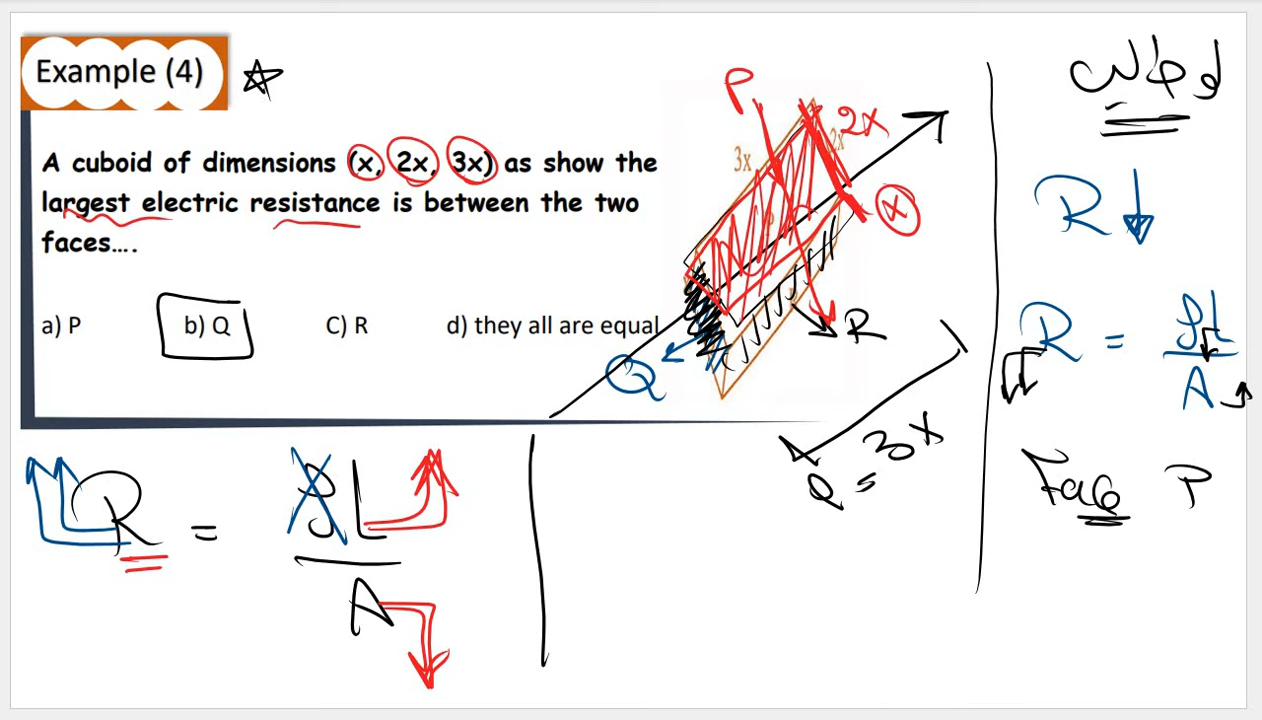 Example (4)
A cuboid of dimensions (x, 2x, 3x) as show the
largest electric resistance is between the two
faces....
a) P
b) Q
C) R
d) they all are equal
P
2x
3x
2x
x
R
Q
l = 3x
R = ρL
A
R ↓
R = ρL
A
Face P